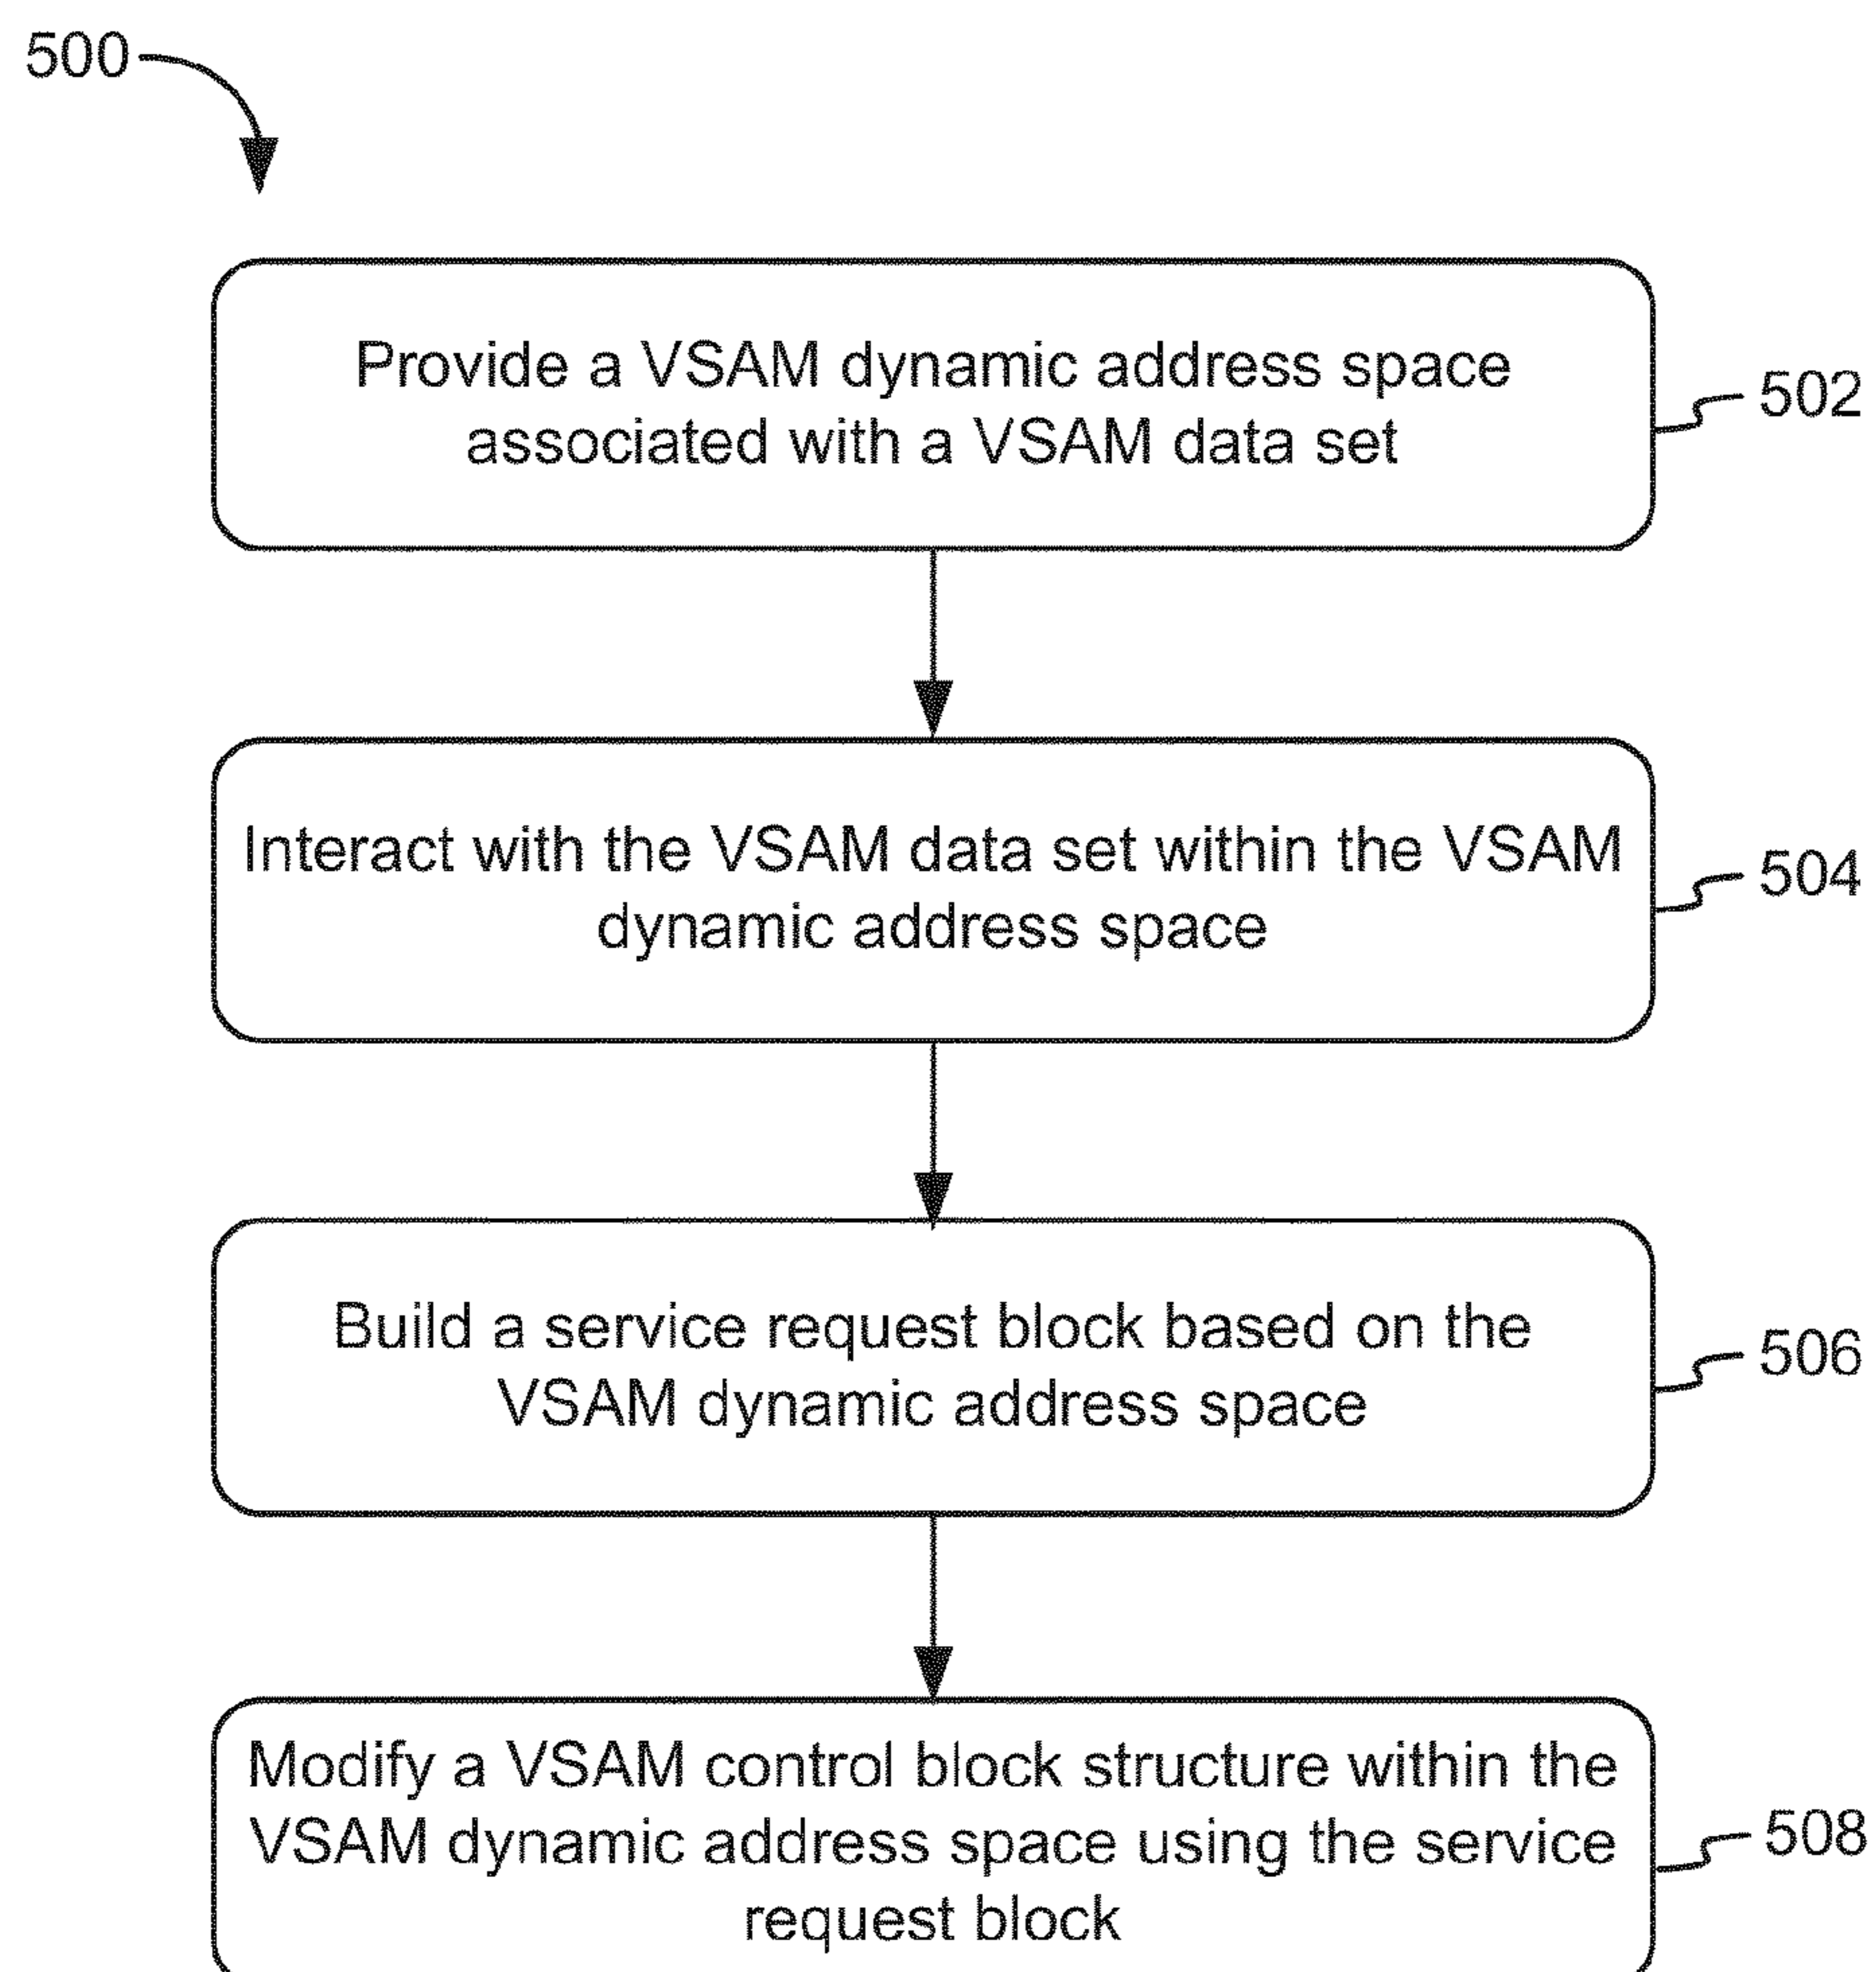 500
Provide a VSAM dynamic address space
associated with a VSAM data set
502
Interact with the VSAM data set within the VSAM
dynamic address space
504
Build a service request block based on the
VSAM dynamic address space
506
Modify a VSAM control block structure within the
VSAM dynamic address space using the service
request block
508